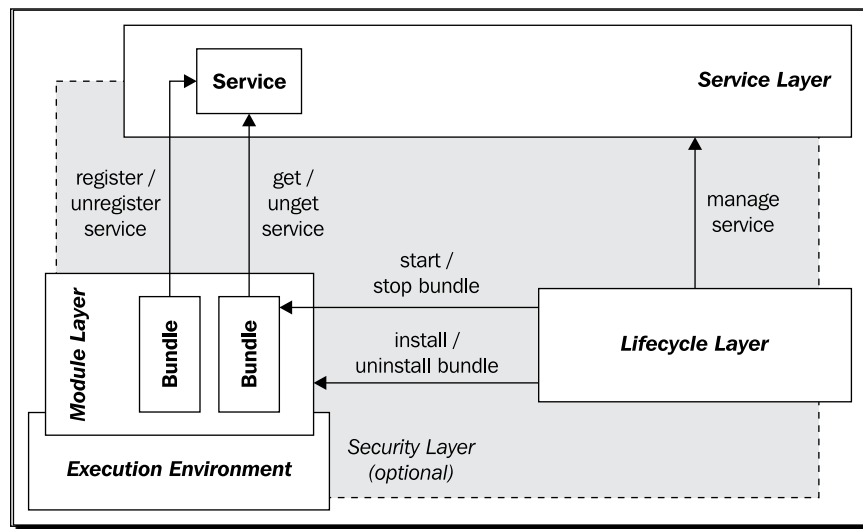 Service
Service Layer
register /
unregister
service
get /
unget
service
manage
service
start /
stop bundle
Module Layer
Bundle
Bundle
install /
uninstall bundle
Lifecycle Layer
Execution Environment
Security Layer
(optional)